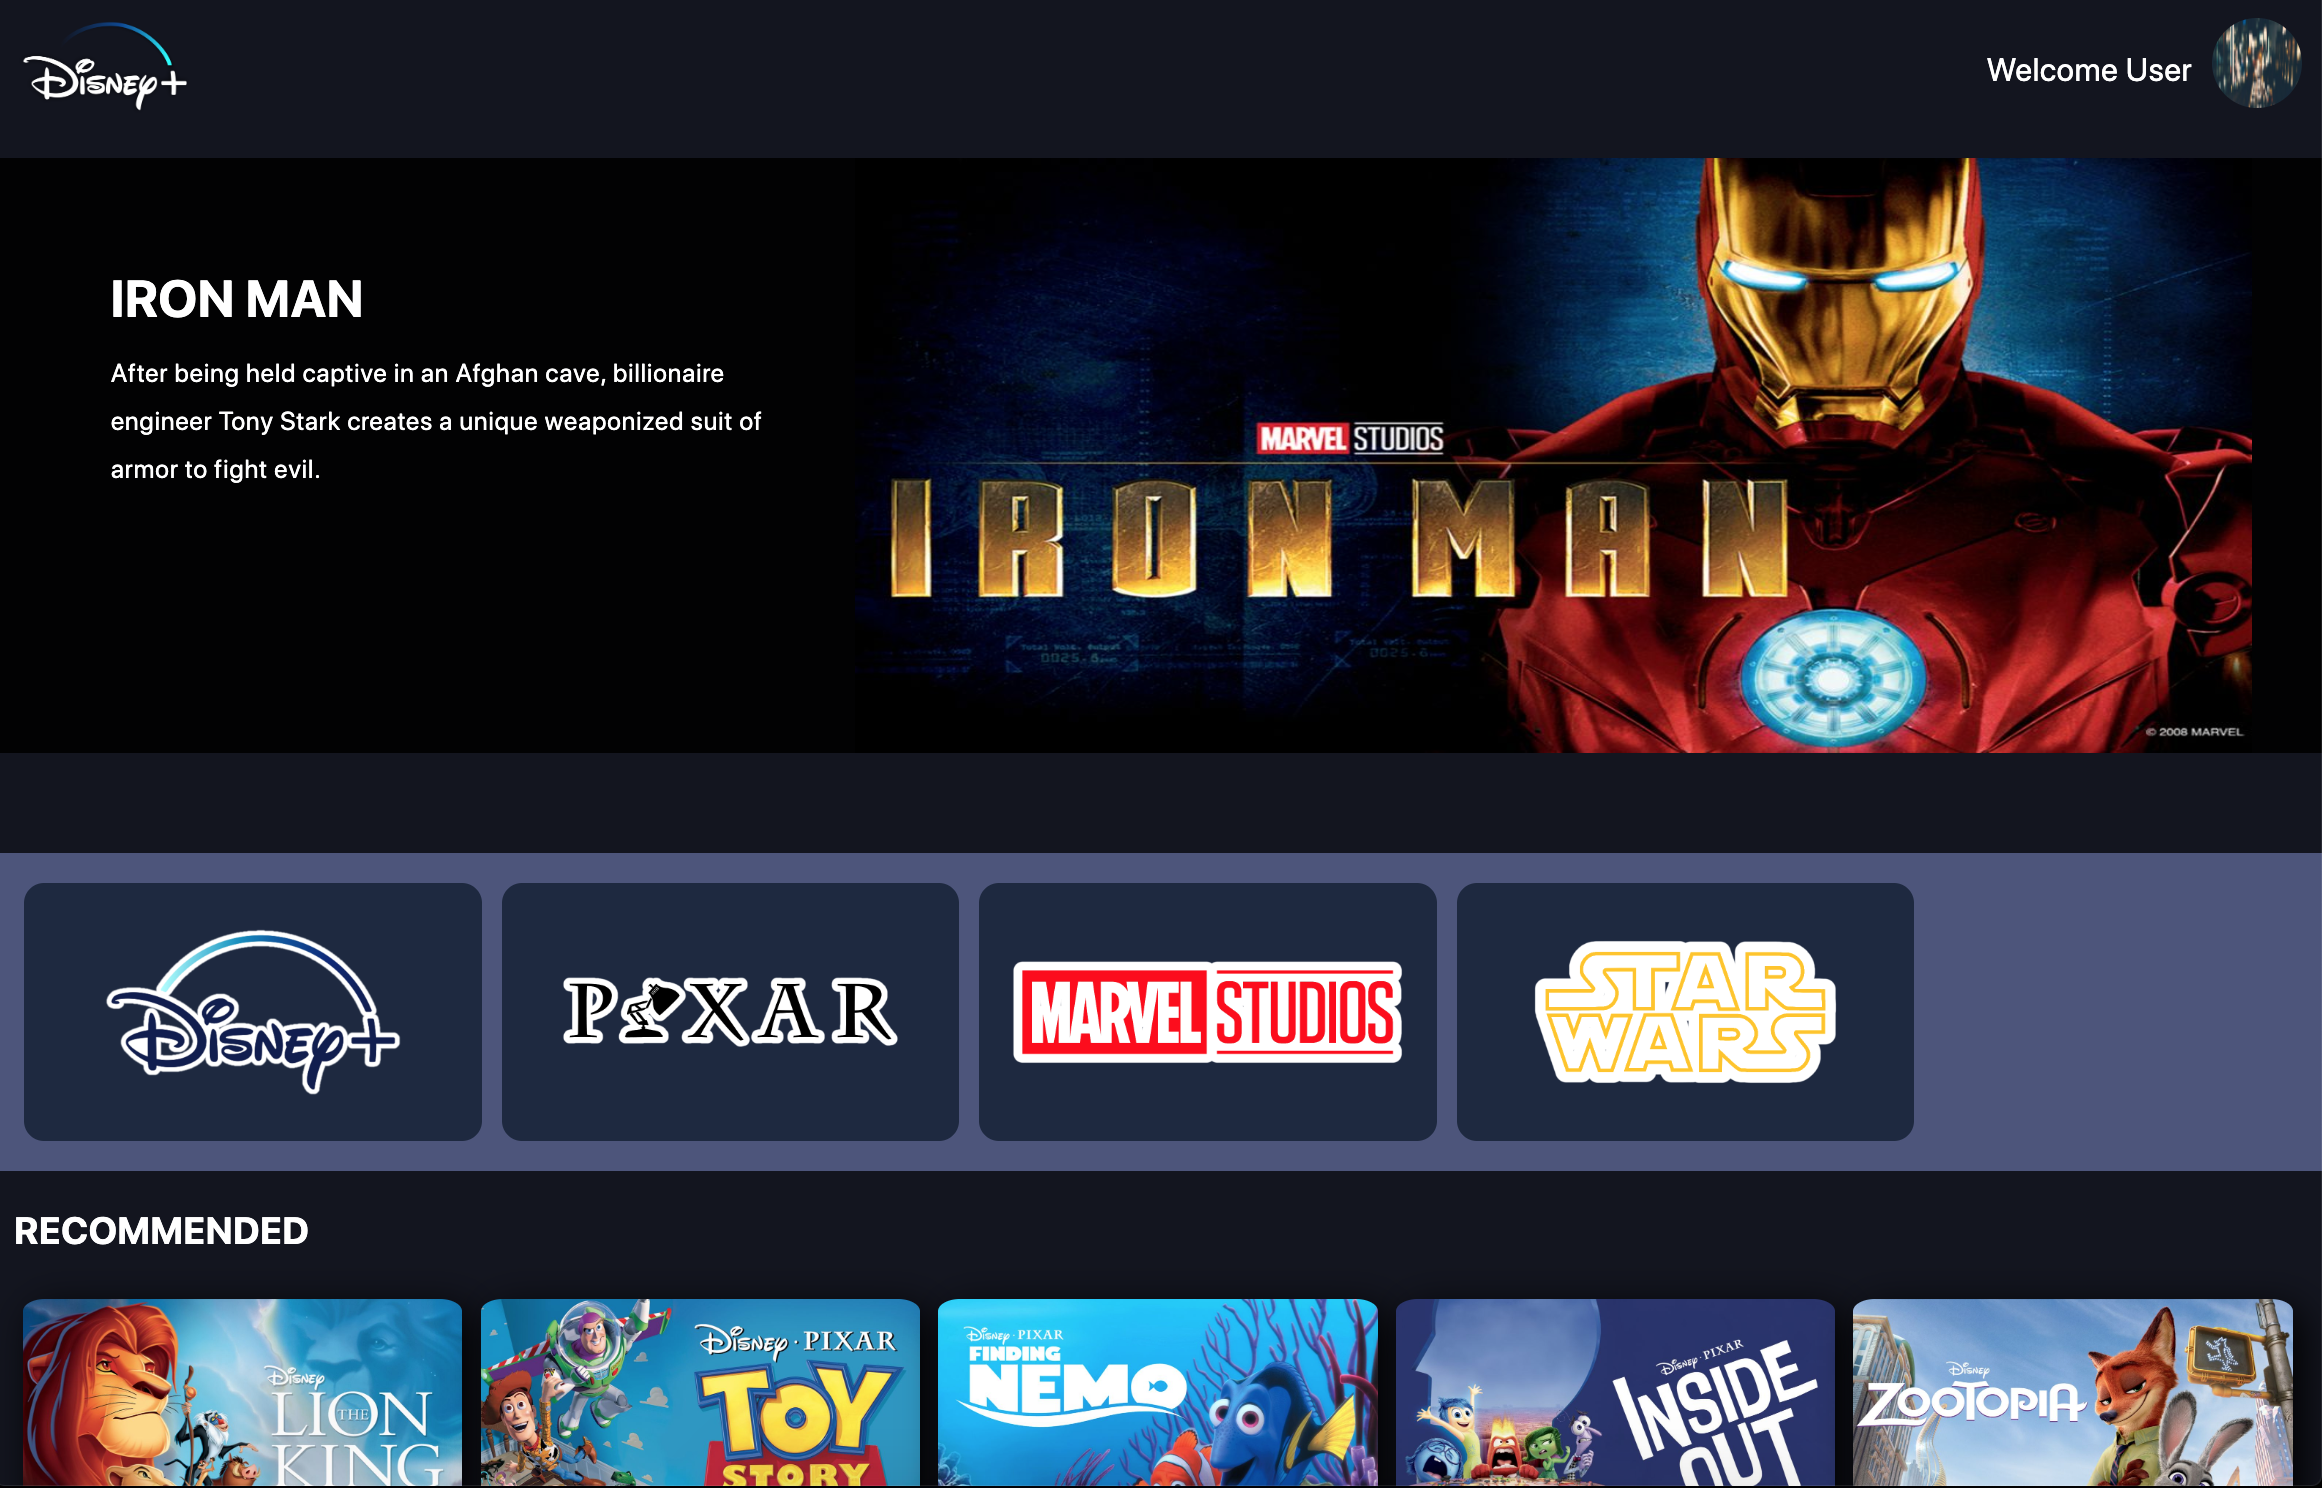 Disney+
Welcome User
IRON MAN
After being held captive in an Afghan cave, billionaire
engineer Tony Stark creates a unique weaponized suit of
armor to fight evil.
MARVEL STUDIOS
IRON MAN
© 2008 MARVEL
Disney+
PIXAR
MARVEL STUDIOS
STAR
WARS
RECOMMENDED
Disney
THE
LION
KING
Disney · PIXAR
TOY
STORY
Disney · PIXAR
FINDING
NEMO
Disney · PIXAR
INSIDE
OUT
Disney
ZOOTOPIA